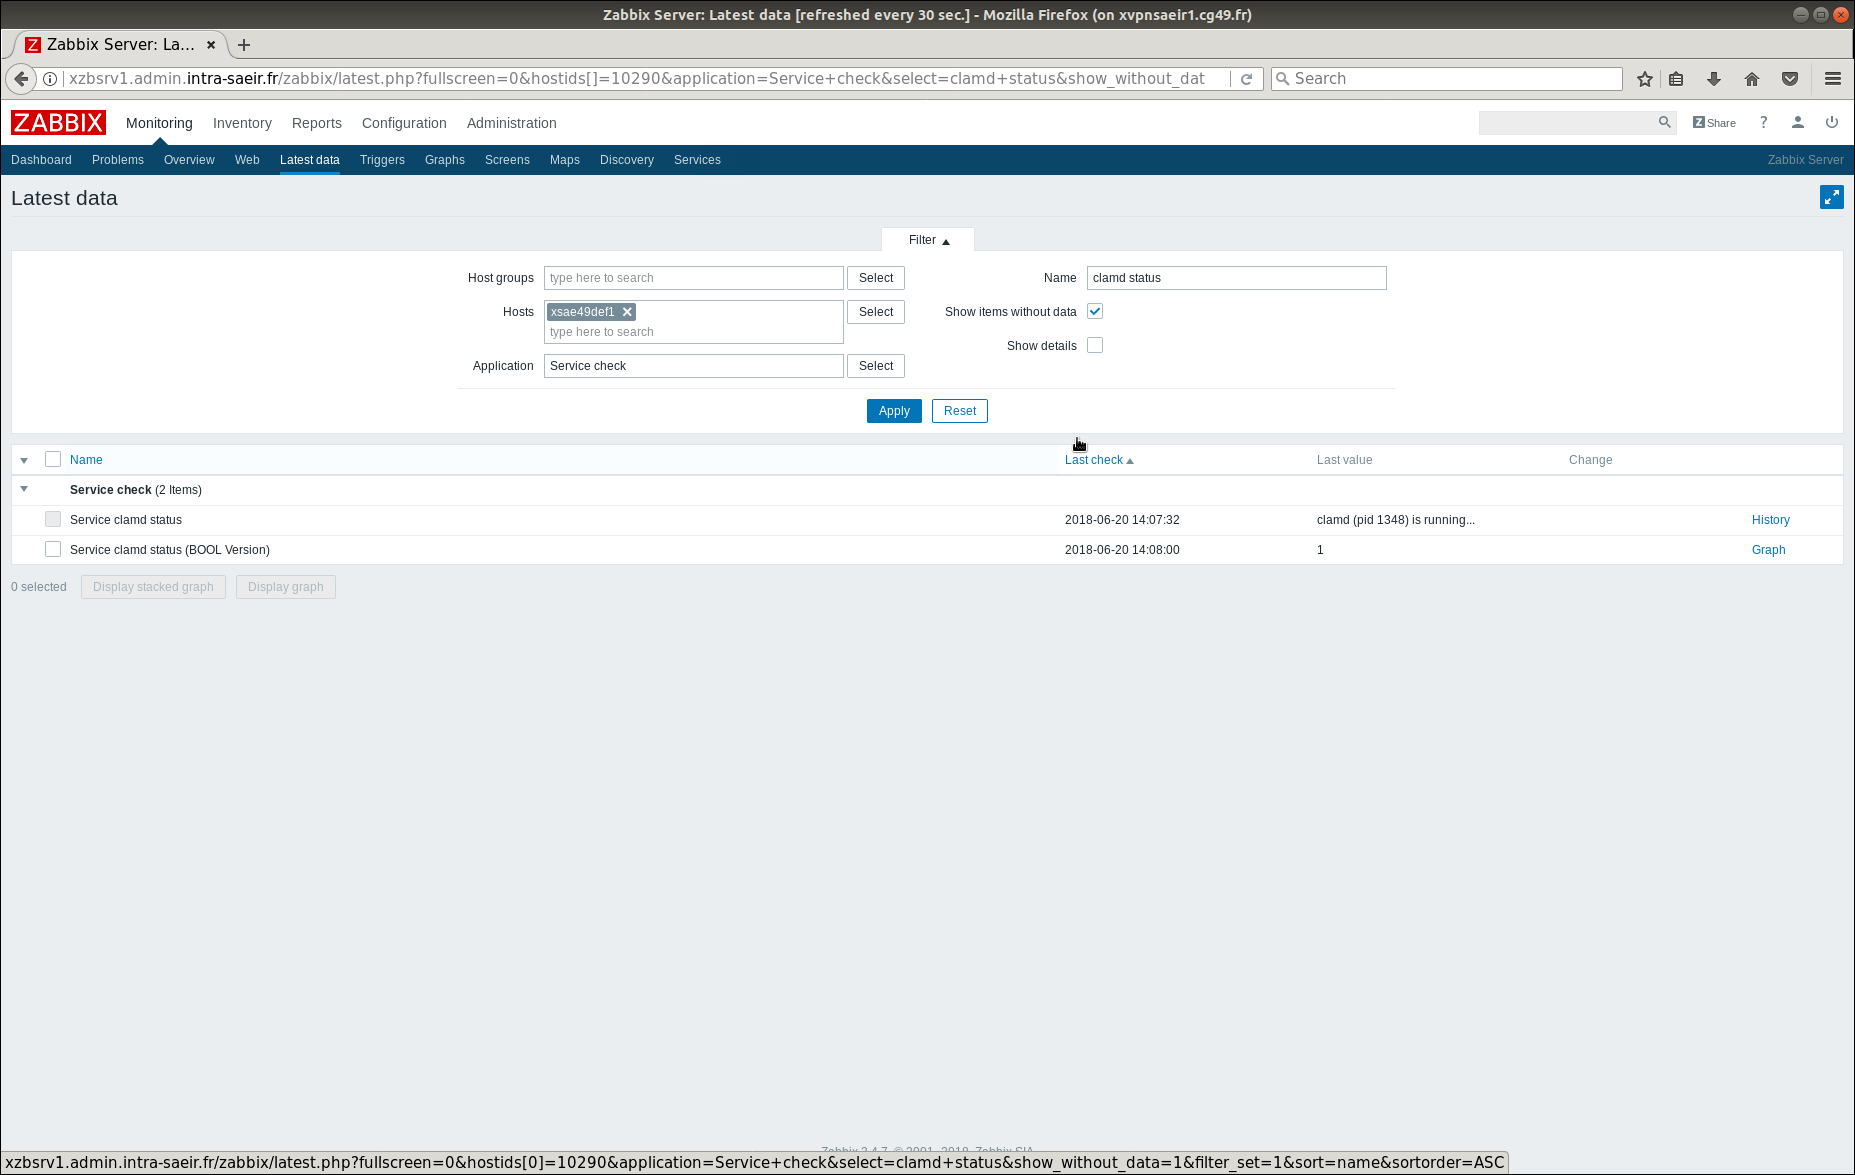 Zabbix Server: Latest data [refreshed every 30 sec.] - Mozilla Firefox (on xvpnsaeir1.cg49.fr)
Z Zabbix Server: La... × +
xzbsrv1.admin.intra-saeir.fr/zabbix/latest.php?fullscreen=0&hostids[]=10290&application=Service+check&select=clamd+status&show_without_dat Search
ZABBIX Monitoring Inventory Reports Configuration Administration Z Share ?
Dashboard Problems Overview Web Latest data Triggers Graphs Screens Maps Discovery Services Zabbix Server
Latest data
Filter
Host groups type here to search Select Name clamd status
Hosts xsae49def1 × Select Show items without data
type here to search
Show details
Application Service check Select
Apply Reset
Name Last check Last value Change
Service check (2 Items)
Service clamd status 2018-06-20 14:07:32 clamd (pid 1348) is running... History
Service clamd status (BOOL Version) 2018-06-20 14:08:00 1 Graph
0 selected Display stacked graph Display graph
xzbsrv1.admin.intra-saeir.fr/zabbix/latest.php?fullscreen=0&hostids[0]=10290&application=Service+check&select=clamd+status&show_without_data=1&filter_set=1&sort=name&sortorder=ASC